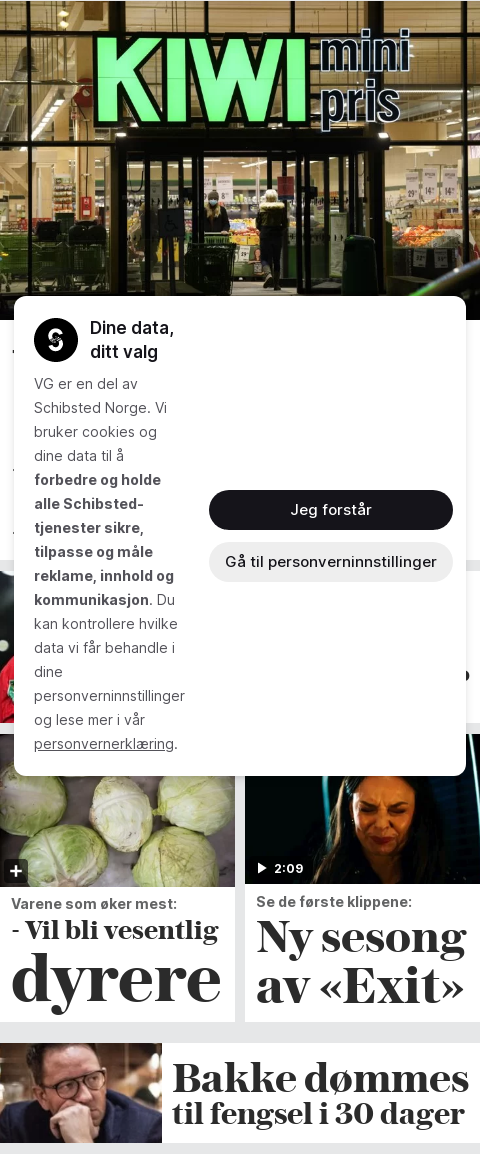 KIWI mini
pris
Dine data,
ditt valg
VG er en del av
Schibsted Norge. Vi
bruker cookies og
dine data til å
forbedre og holde
alle Schibsted-
tjenester sikre,
tilpasse og måle
reklame, innhold og
kommunikasjon. Du
kan kontrollere hvilke
data vi får behandle i
dine
personverninnstillinger
og lese mer i vår
personvernerklæring.
Jeg forstår
Gå til personverninnstillinger
2:09
Varene som øker mest:
- Vil bli vesentlig
dyrere
Se de første klippene:
Ny sesong
av «Exit»
Bakke dømmes
til fengsel i 30 dager